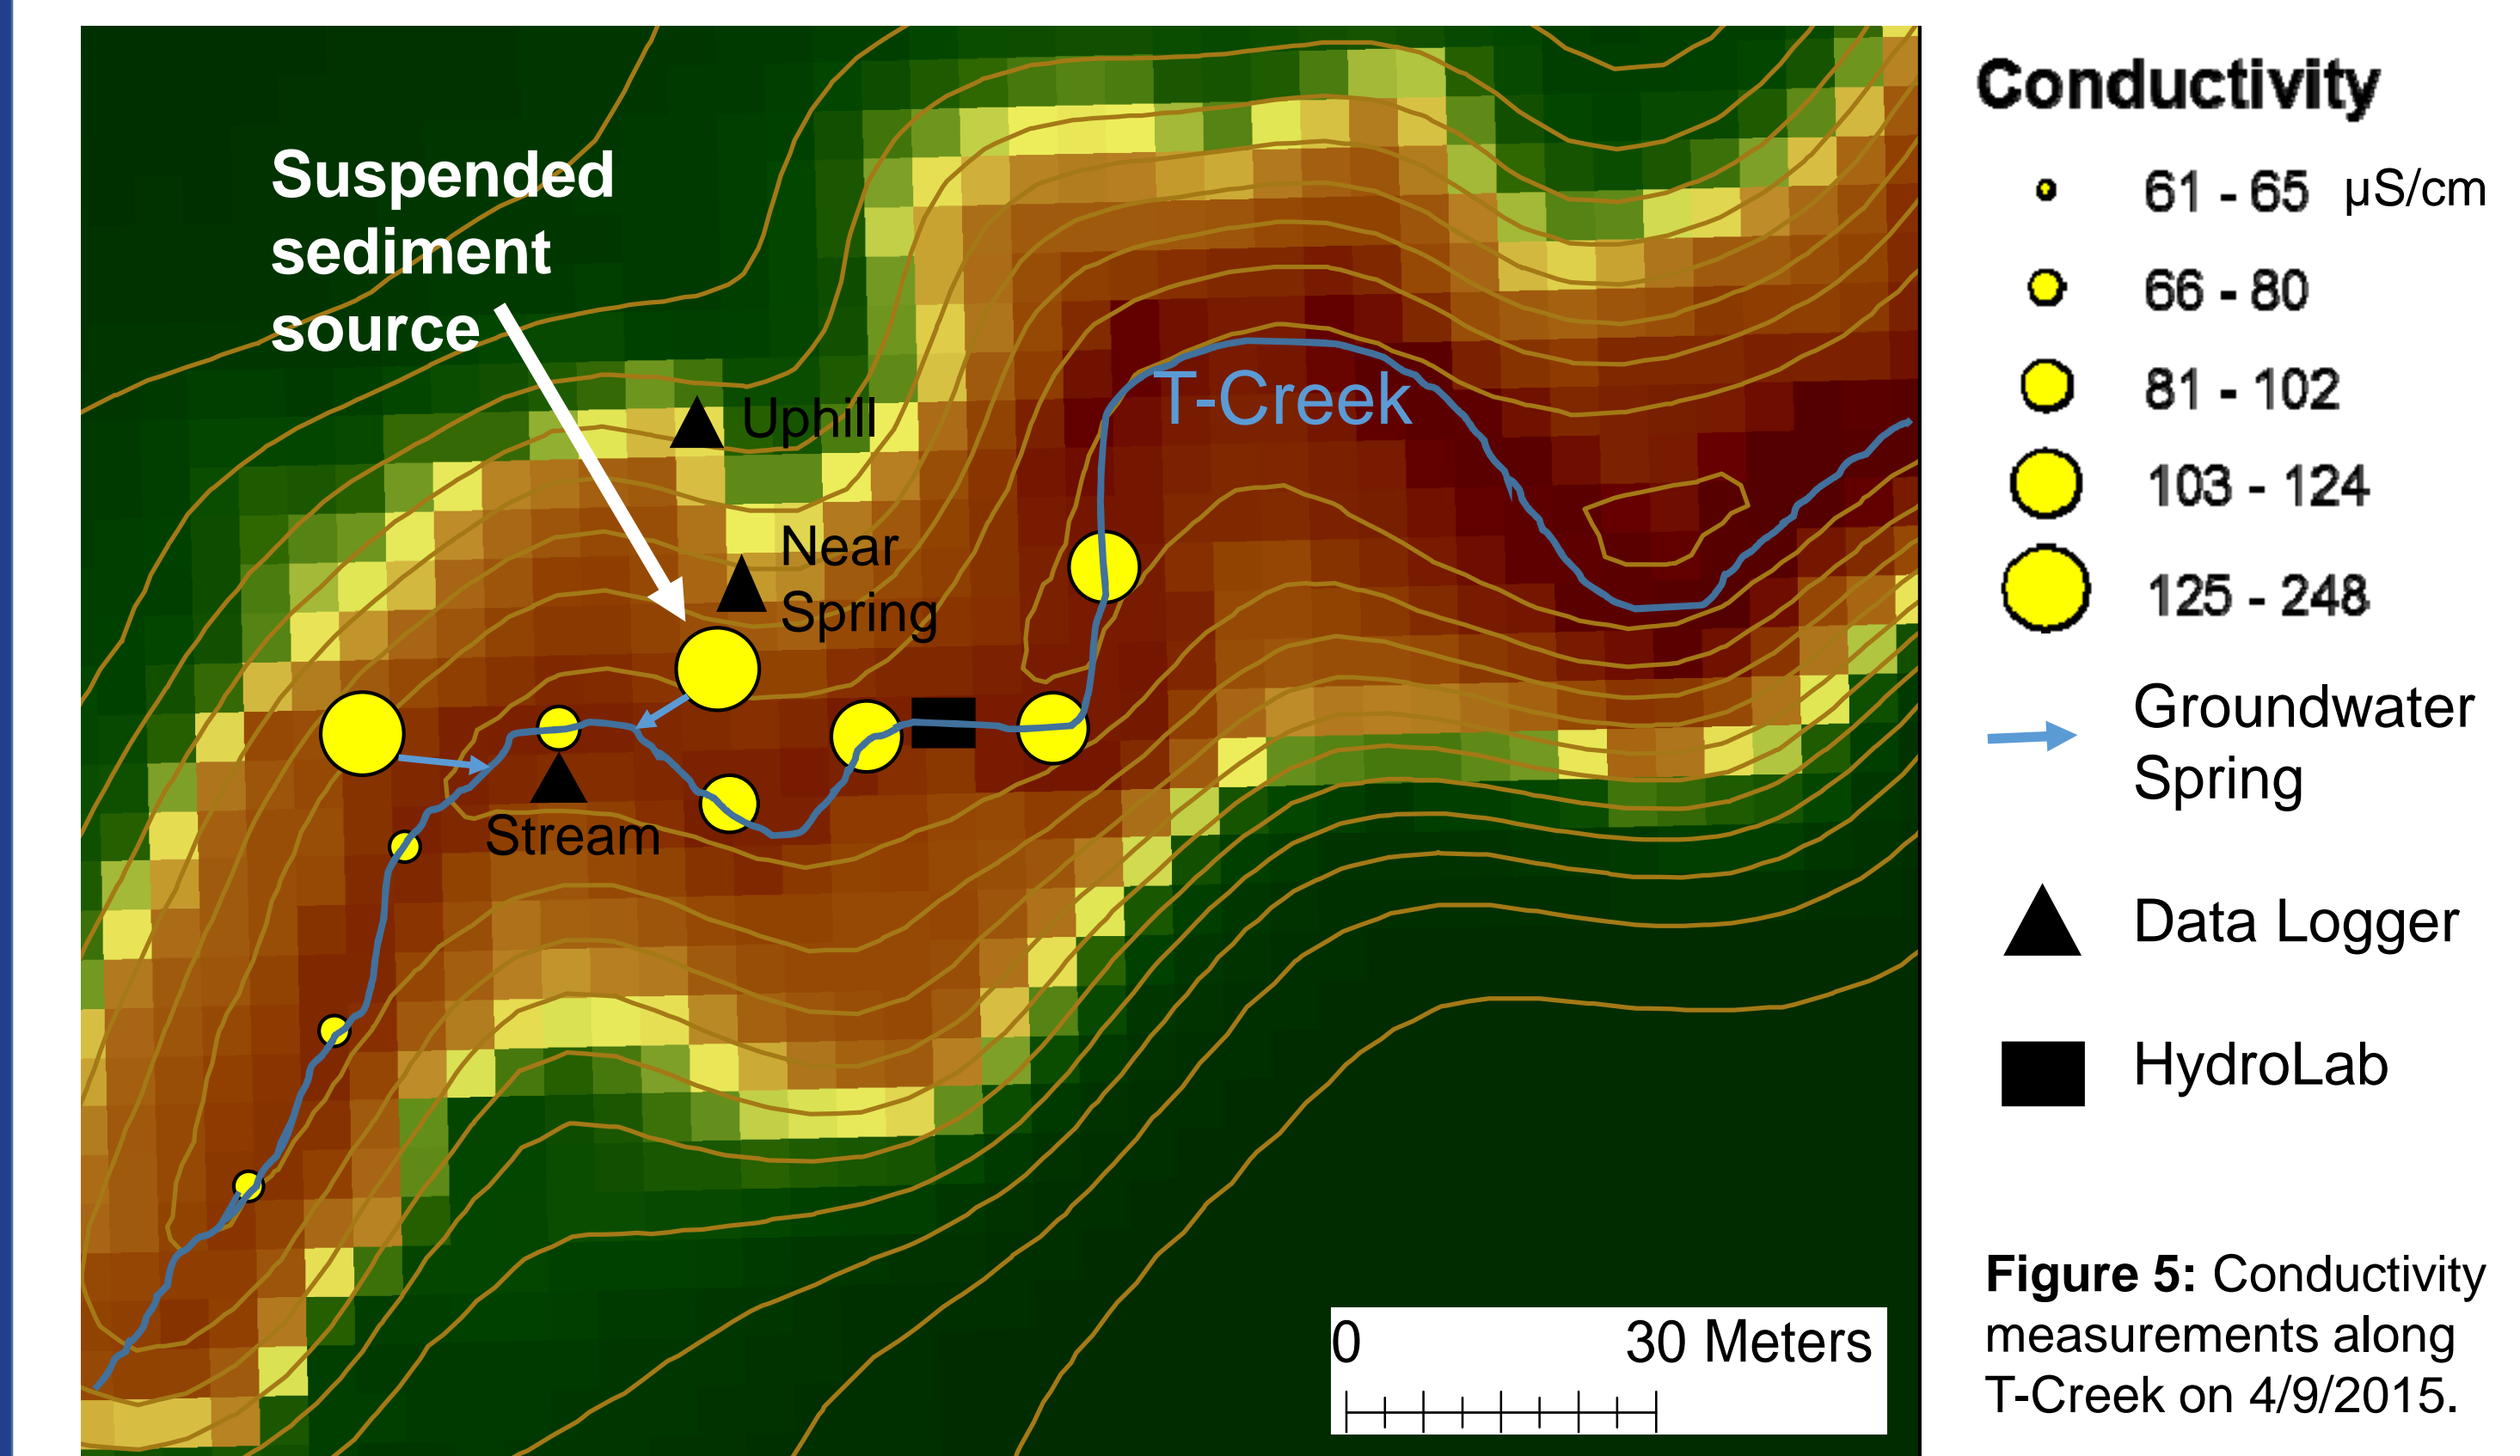 Suspended
sediment
source
Uphill
Near
Spring
T-Creek
Stream
0 30 Meters
Conductivity
61 - 65 µS/cm
66 - 80
81 - 102
103 - 124
125 - 248
Groundwater
Spring
Data Logger
HydroLab
Figure 5: Conductivity
measurements along
T-Creek on 4/9/2015.